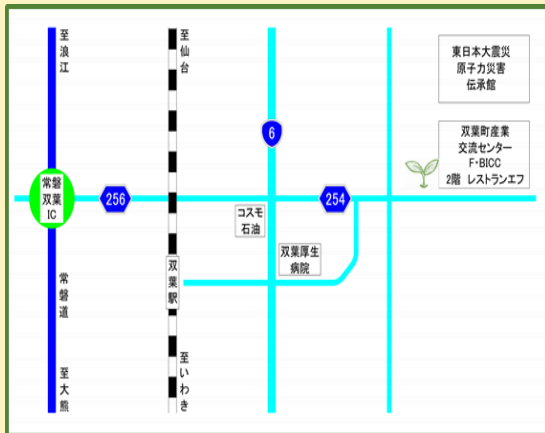 至浪江
至仙台
東日本大震災
原子力災害
伝承館
6
双葉町産業
交流センター
F・BICC
2階 レストランエフ
常磐
双葉
IC
256
254
コスモ
石油
双葉厚生
病院
双葉駅
常磐道
至大熊
至いわき